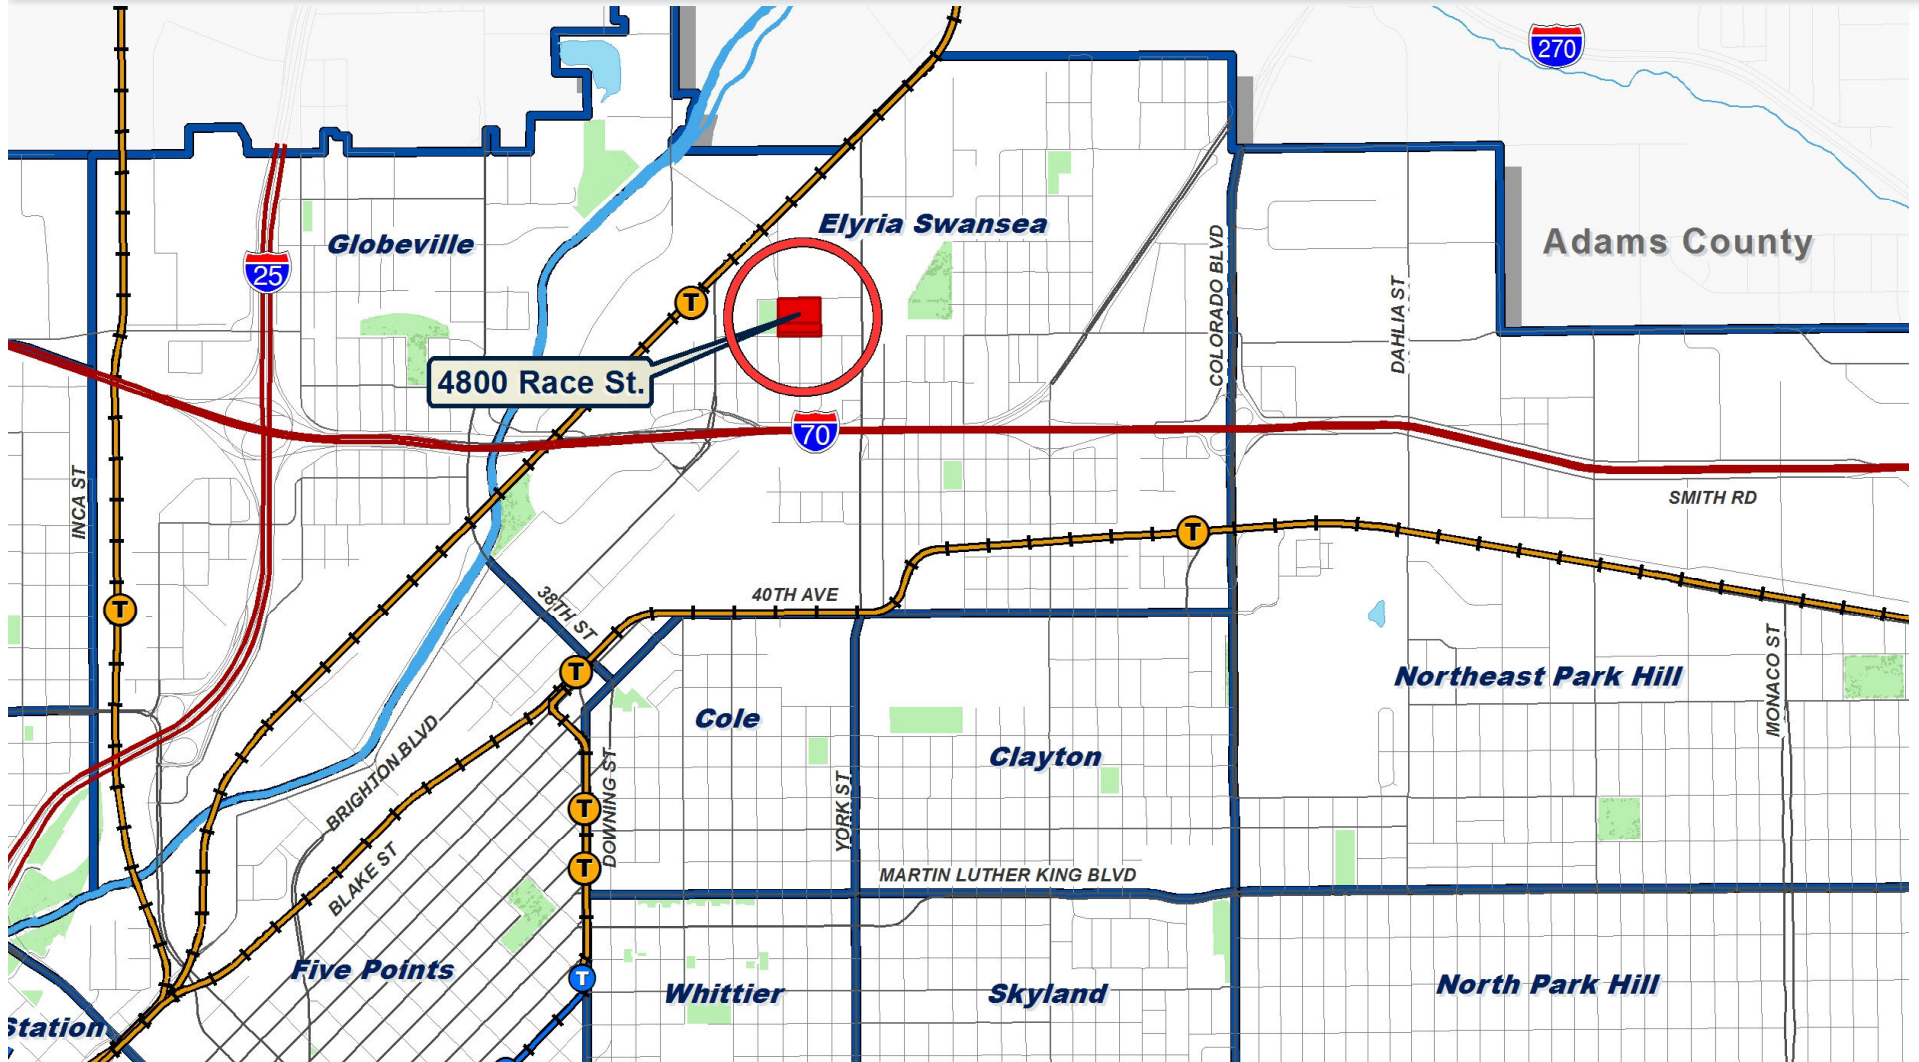 270
Elyria Swansea
Globeville
Adams County
25
T
COLORADO BLVD
DAHLIA ST
4800 Race St.
70
INCA ST
SMITH RD
T
T
40TH AVE
38TH ST
T
Northeast Park Hill
MONACO ST
Cole
Clayton
BRIGHTON BLVD
DOWNING ST
YORK ST
T
BLAKE ST
T
MARTIN LUTHER KING BLVD
Five Points
T
Whittier
Skyland
North Park Hill
Station